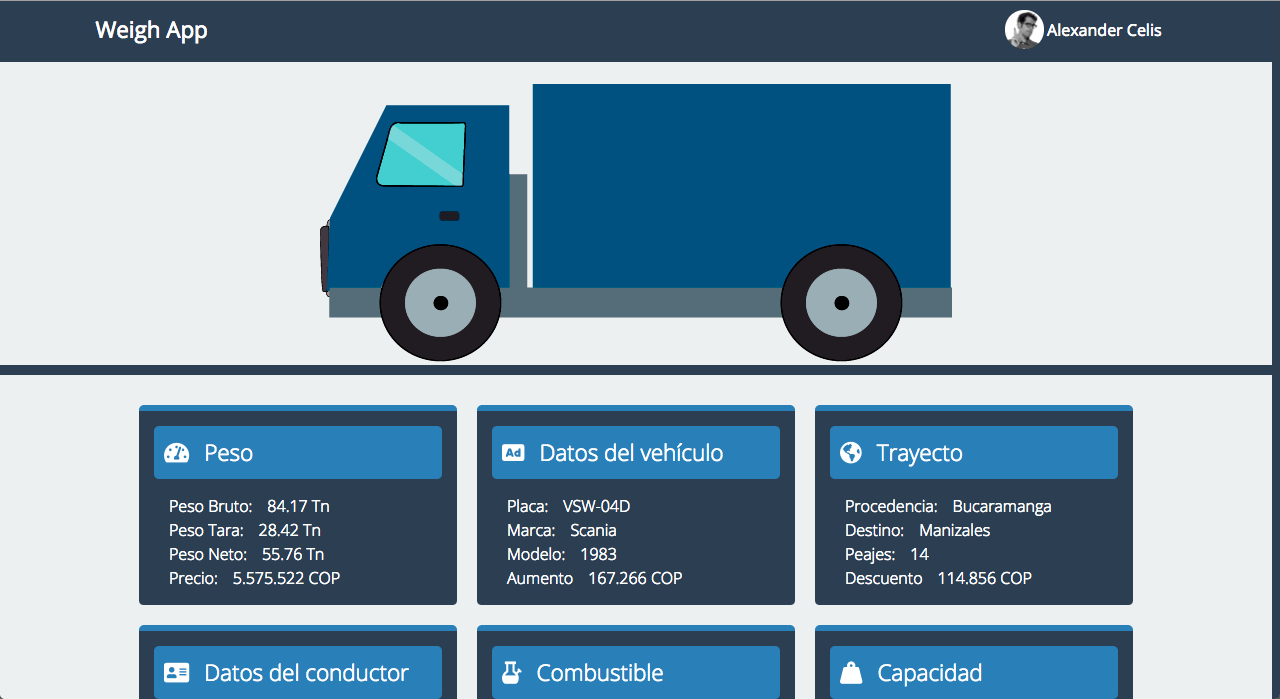 Weigh App
Alexander Celis
Peso
Peso Bruto: 84.17 Tn
Peso Tara: 28.42 Tn
Peso Neto: 55.76 Tn
Precio: 5.575.522 COP
Ad Datos del vehículo
Placa: VSW-04D
Marca: Scania
Modelo: 1983
Aumento 167.266 COP
Trayecto
Procedencia: Bucaramanga
Destino: Manizales
Peajes: 14
Descuento 114.856 COP
Datos del conductor
Combustible
Capacidad